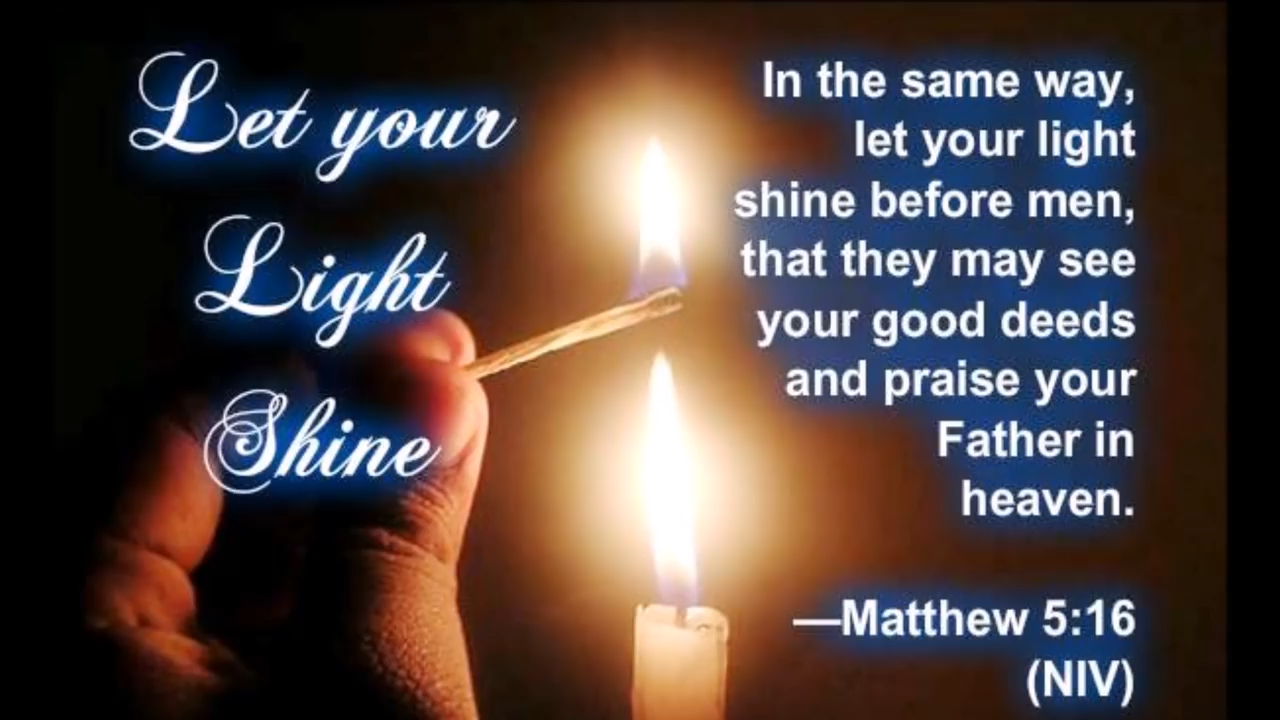 Let your
Light
Shine
In the same way,
let your light
shine before men,
that they may see
your good deeds
and praise your
Father in
heaven.
—Matthew 5:16
(NIV)